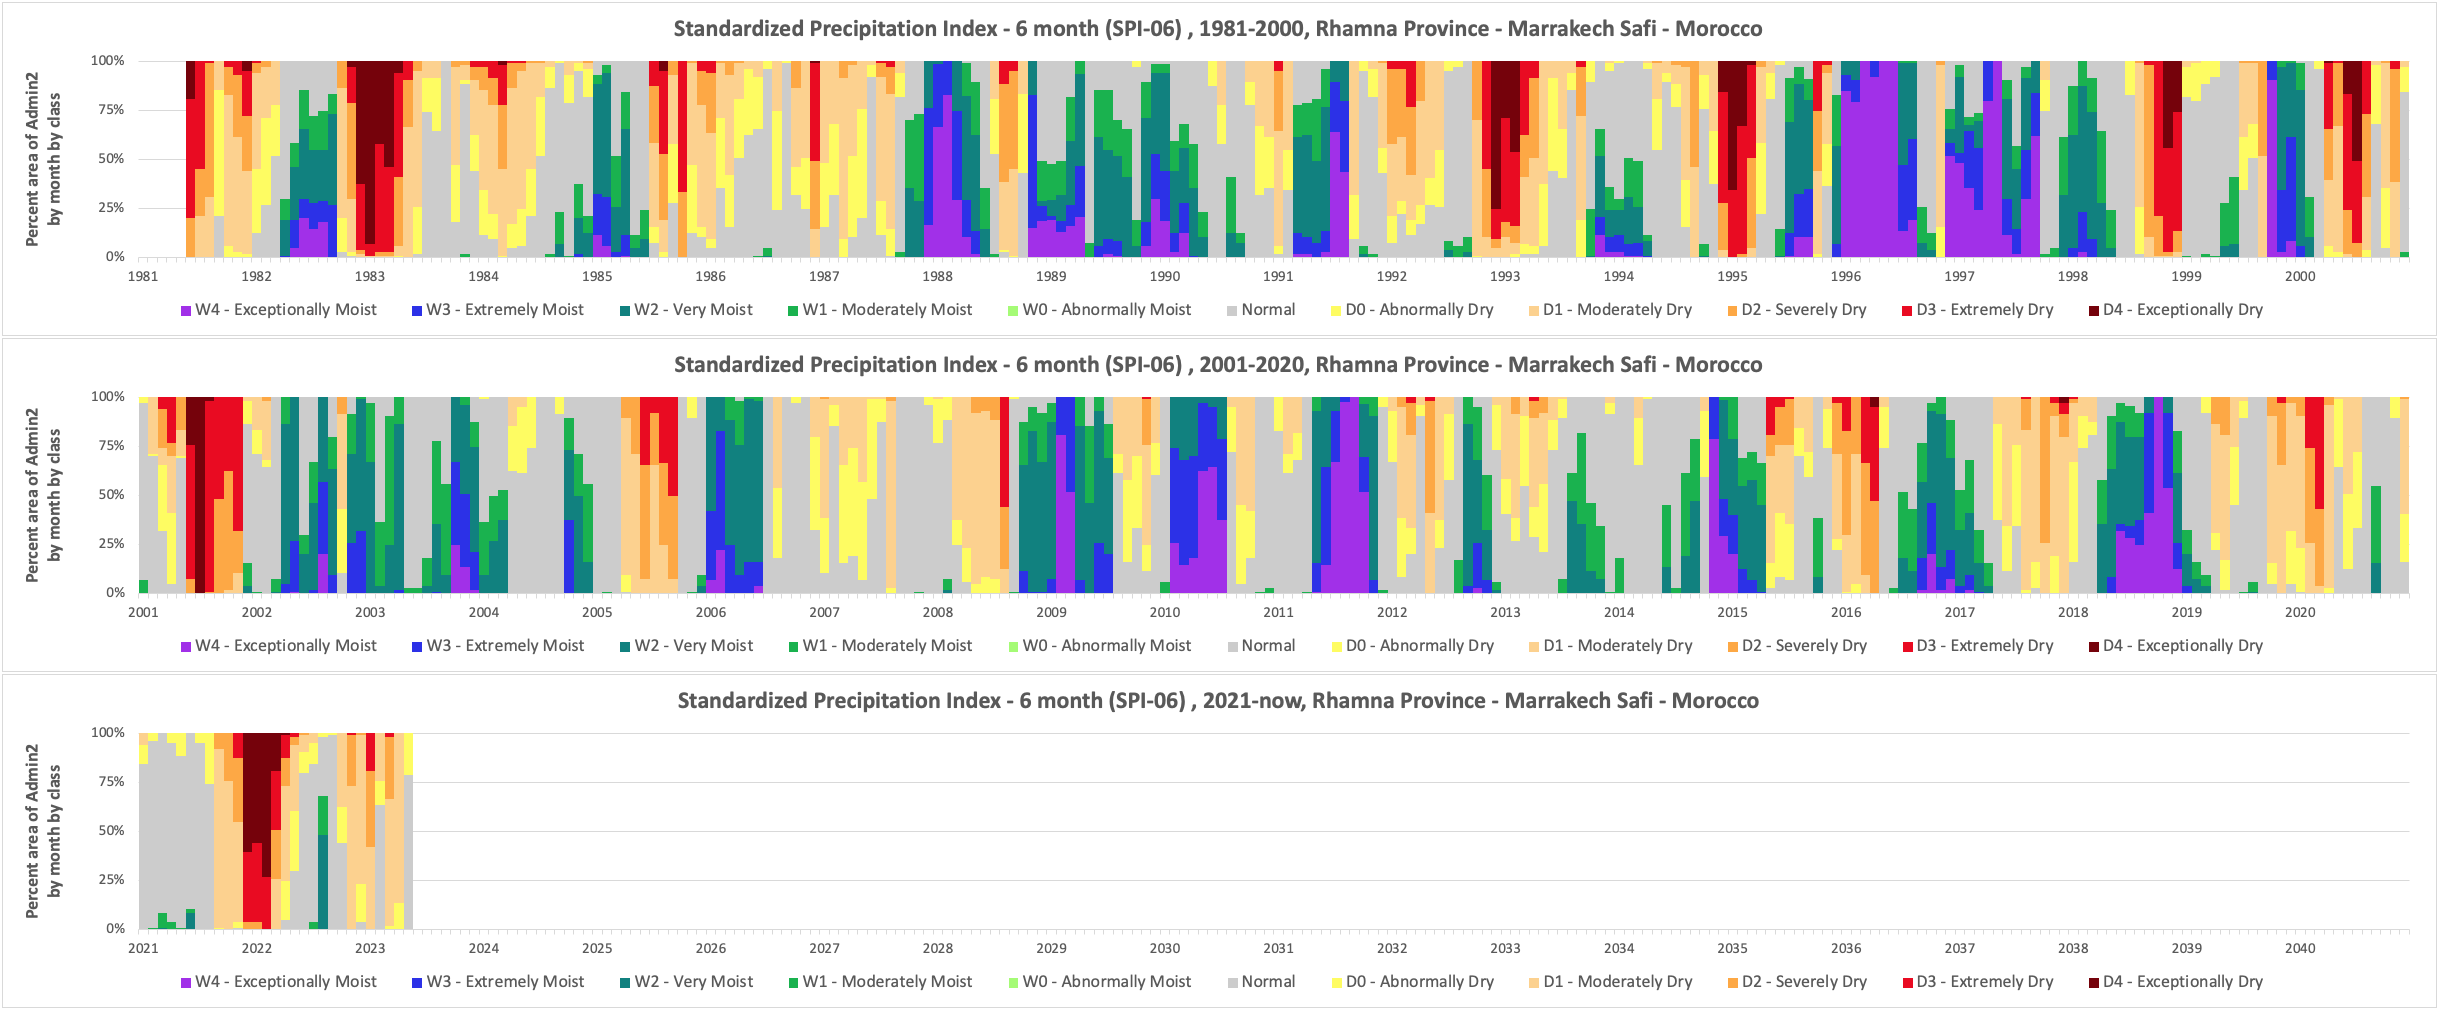 Standardized Precipitation Index - 6 month (SPI-06) , 1981-2000, Rhamna Province - Marrakech Safi - Morocco
Percent area of Admin2
by month by class
100%
75%
50%
25%
0%
1981 1982 1983 1984 1985 1986 1987 1988 1989 1990 1991 1992 1993 1994 1995 1996 1997 1998 1999 2000
W4 - Exceptionally Moist W3 - Extremely Moist W2 - Very Moist W1 - Moderately Moist W0 - Abnormally Moist Normal D0 - Abnormally Dry D1 - Moderately Dry D2 - Severely Dry D3 - Extremely Dry D4 - Exceptionally Dry
Standardized Precipitation Index - 6 month (SPI-06) , 2001-2020, Rhamna Province - Marrakech Safi - Morocco
Percent area of Admin2
by month by class
100%
75%
50%
25%
0%
2001 2002 2003 2004 2005 2006 2007 2008 2009 2010 2011 2012 2013 2014 2015 2016 2017 2018 2019 2020
W4 - Exceptionally Moist W3 - Extremely Moist W2 - Very Moist W1 - Moderately Moist W0 - Abnormally Moist Normal D0 - Abnormally Dry D1 - Moderately Dry D2 - Severely Dry D3 - Extremely Dry D4 - Exceptionally Dry
Standardized Precipitation Index - 6 month (SPI-06) , 2021-now, Rhamna Province - Marrakech Safi - Morocco
Percent area of Admin2
by month by class
100%
75%
50%
25%
0%
2021 2022 2023 2024 2025 2026 2027 2028 2029 2030 2031 2032 2033 2034 2035 2036 2037 2038 2039 2040
W4 - Exceptionally Moist W3 - Extremely Moist W2 - Very Moist W1 - Moderately Moist W0 - Abnormally Moist Normal D0 - Abnormally Dry D1 - Moderately Dry D2 - Severely Dry D3 - Extremely Dry D4 - Exceptionally Dry